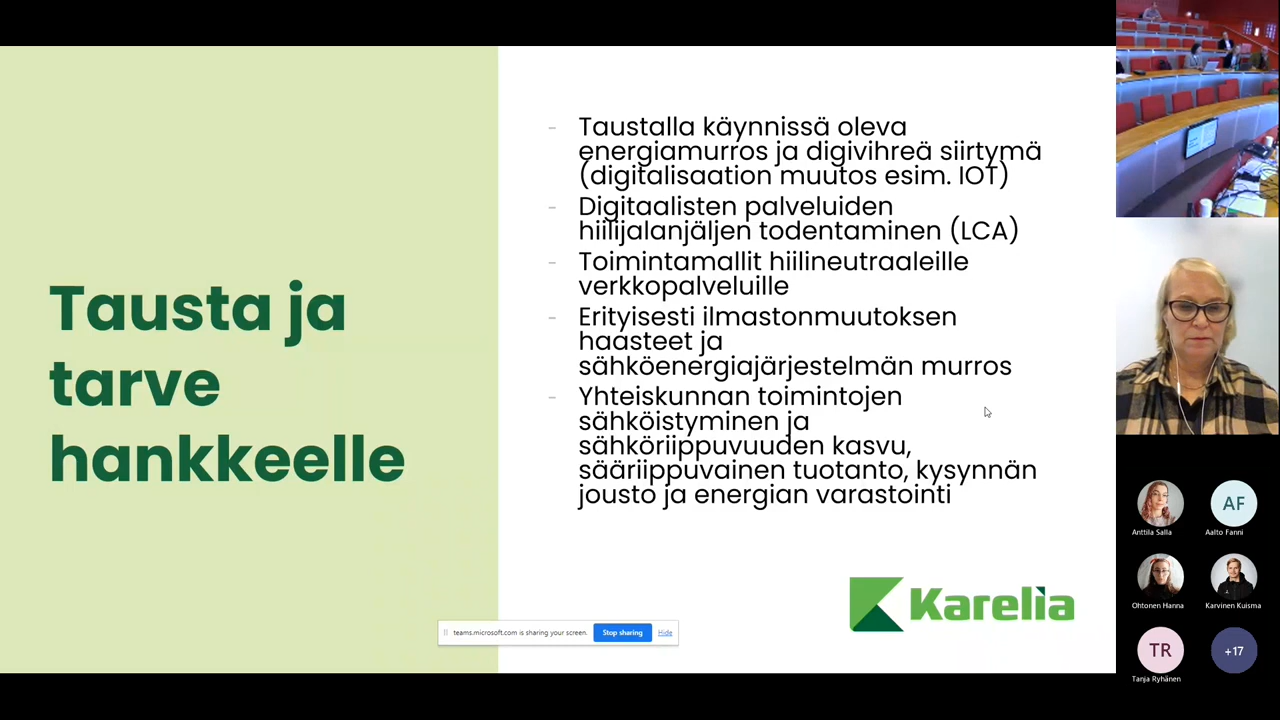 Tausta ja
tarve
hankkeelle
- Taustalla käynnissä oleva
energiamurros ja digivihreä siirtymä
(digitalisaation muutos esim. IOT)
- Digitaalisten palveluiden
hiilijalanjäljen todentaminen (LCA)
- Toimintamallit hiilineutraaleille
verkkopalveluille
- Erityisesti ilmastonmuutoksen
haasteet ja
sähköenergiajärjestelmän murros
- Yhteiskunnan toimintojen
sähköistyminen ja
sähköriippuvuuden kasvu,
sääriippuvainen tuotanto, kysynnän
jousto ja energian varastointi
Karelia
teams.microsoft.com is sharing your screen.
Stop sharing
Hide
AF
Anttila Salla
Aalto Fanni
Ohtonen Hanna
Karvinen Kuisma
TR
+17
Tanja Ryhänen